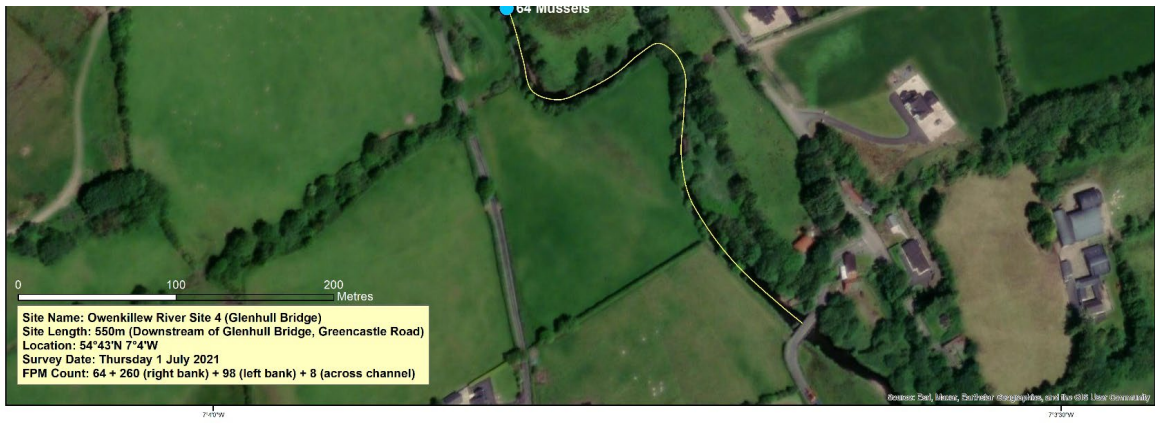 64 Mussels
0 100 200
Metres
Site Name: Owenkillew River Site 4 (Glenhull Bridge)
Site Length: 550m (Downstream of Glenhull Bridge, Greencastle Road)
Location: 54°43'N 7°4'W
Survey Date: Thursday 1 July 2021
FPM Count: 64 + 260 (right bank) + 98 (left bank) + 8 (across channel)
Sources: Esri, Maxar, Earthstar Geographics, and the GIS User Community
7°4'0"W 7°3'30"W